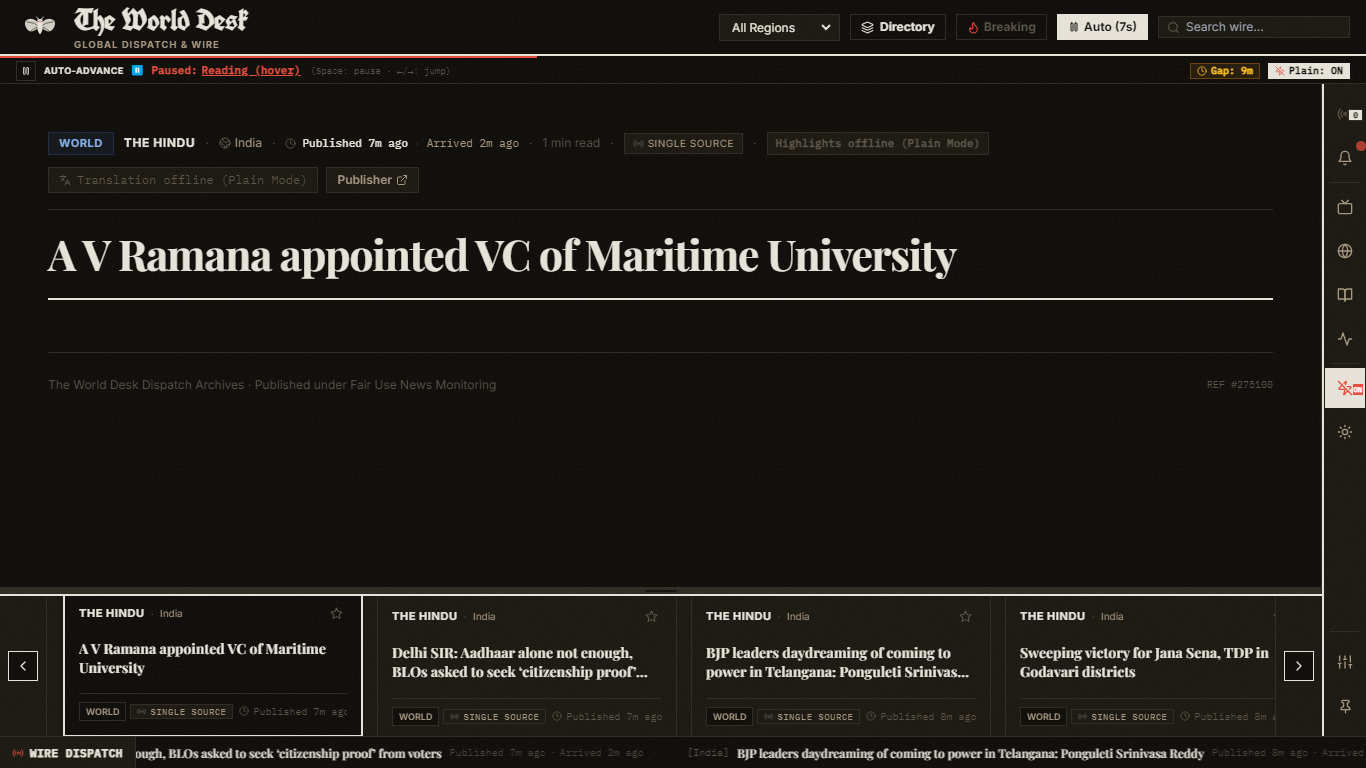 The World Desk
GLOBAL DISPATCH & WIRE
All Regions
Directory
Breaking
Auto (7s)
Search wire...
AUTO-ADVANCE
Paused: Reading (hover)
(Space: pause · ←/→: jump)
Gap: 9m
Plain: ON
0
WORLD
THE HINDU · India · Published 7m ago · Arrived 2m ago · 1 min read · SINGLE SOURCE · Highlights offline (Plain Mode)
Translation offline (Plain Mode)
Publisher
A V Ramana appointed VC of Maritime University
The World Desk Dispatch Archives · Published under Fair Use News Monitoring
REF #275100
THE HINDU · India
A V Ramana appointed VC of Maritime
University
WORLD
SINGLE SOURCE
Published 7m ago
THE HINDU · India
Delhi SIR: Aadhaar alone not enough,
BLOs asked to seek ‘citizenship proof’...
WORLD
SINGLE SOURCE
Published 7m ago
THE HINDU · India
BJP leaders daydreaming of coming to
power in Telangana: Ponguleti Srinivas...
WORLD
SINGLE SOURCE
Published 8m ago
THE HINDU · India
Sweeping victory for Jana Sena, TDP in
Godavari districts
WORLD
SINGLE SOURCE
Published 8m a
WIRE DISPATCH
ough, BLOs asked to seek ‘citizenship proof’ from voters Published 7m ago · Arrived 2m ago · [India] BJP leaders daydreaming of coming to power in Telangana: Ponguleti Srinivasa Reddy Published 8m ago · Arrived